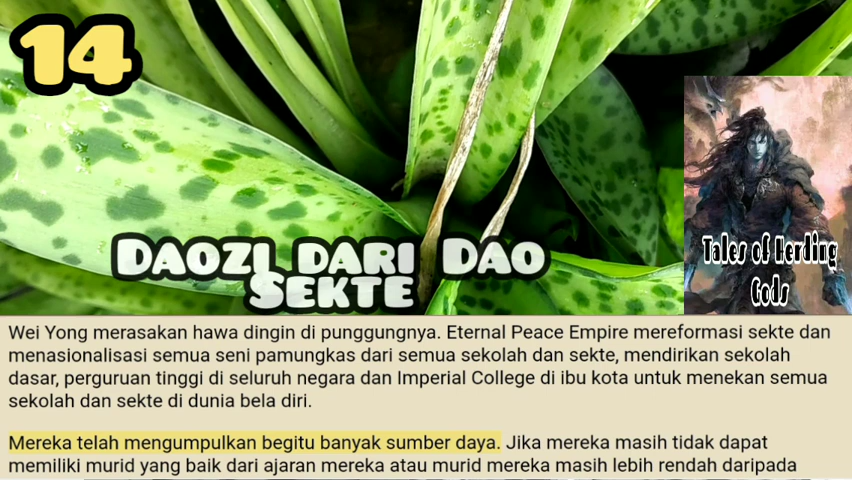 14
DAOZI DARI DAO
SEKTE
Tales of Herding
Gods
Wei Yong merasakan hawa dingin di punggungnya. Eternal Peace Empire mereformasi sekte dan
menasionalisasi semua seni pamungkas dari semua sekolah dan sekte, mendirikan sekolah
dasar, perguruan tinggi di seluruh negara dan Imperial College di ibu kota untuk menekan semua
sekolah dan sekte di dunia bela diri.
Mereka telah mengumpulkan begitu banyak sumber daya. Jika mereka masih tidak dapat
memiliki murid yang baik dari ajaran mereka atau murid mereka masih lebih rendah daripada